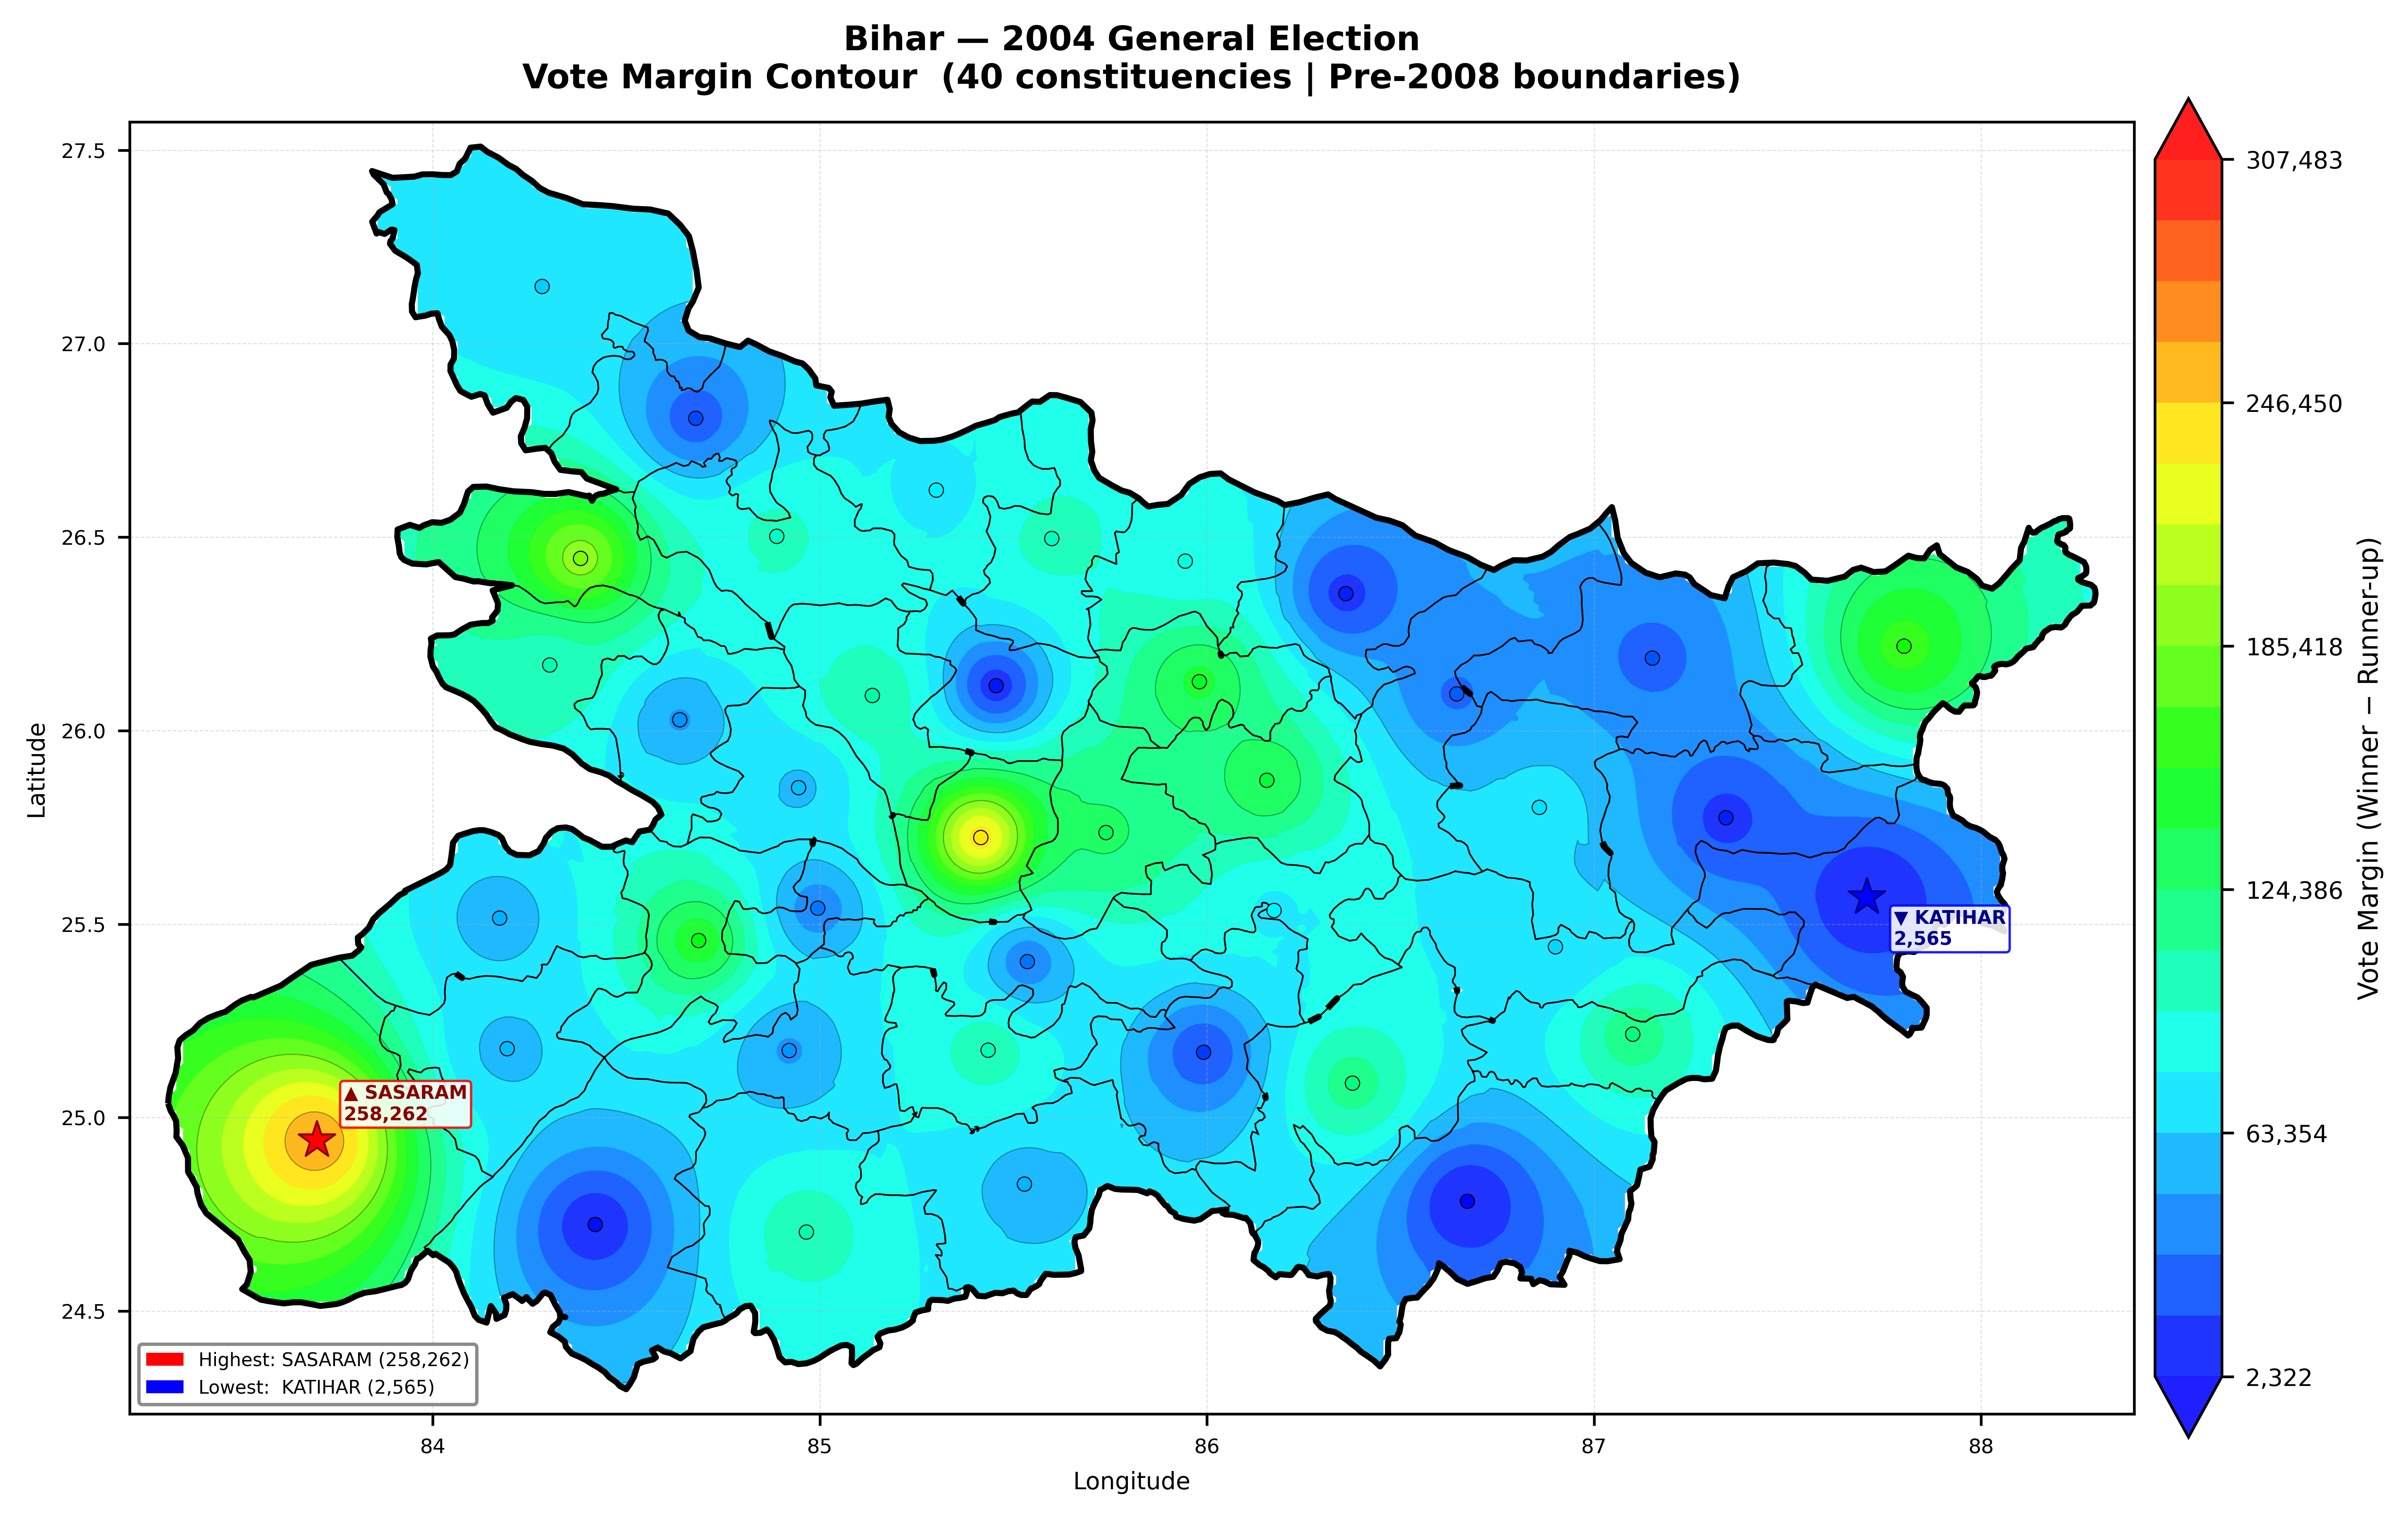 Bihar — 2004 General Election
Vote Margin Contour (40 constituencies | Pre-2008 boundaries)
27.5
27.0
26.5
26.0
25.5
25.0
24.5
Latitude
84
85
86
87
88
Longitude
▲ SASARAM
258,262
▼ KATIHAR
2,565
Highest: SASARAM (258,262)
Lowest: KATIHAR (2,565)
307,483
246,450
185,418
124,386
63,354
2,322
Vote Margin (Winner − Runner-up)